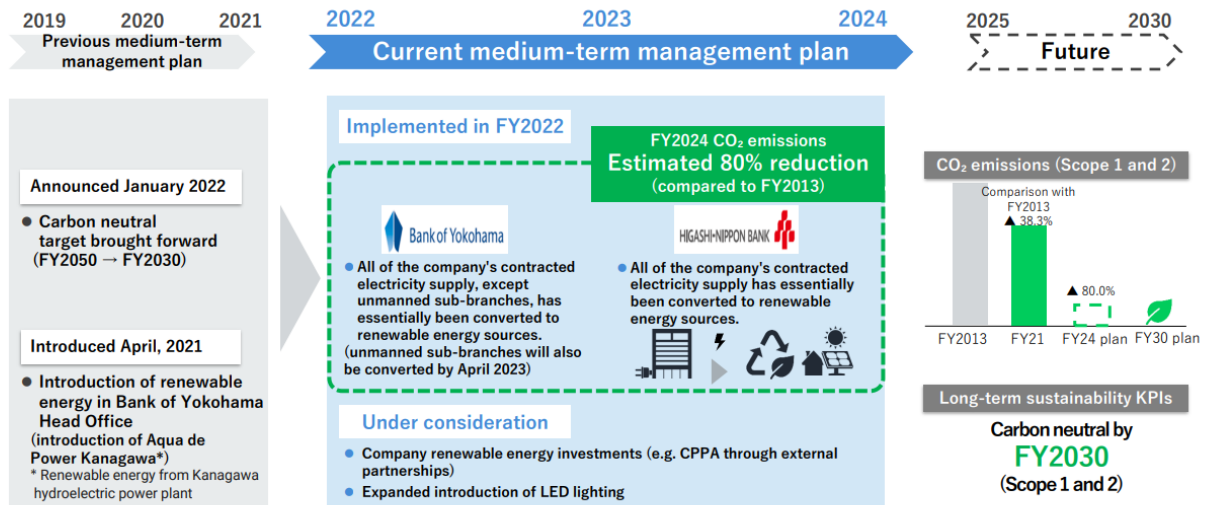 2019 2020 2021
Previous medium-term
management plan
2022 2023 2024
Current medium-term management plan
2025 2030
Future
Announced January 2022
● Carbon neutral
target brought forward
(FY2050 → FY2030)
Introduced April, 2021
● Introduction of renewable
energy in Bank of Yokohama
Head Office
(introduction of Aqua de
Power Kanagawa*)
* Renewable energy from Kanagawa
hydroelectric power plant
Implemented in FY2022
FY2024 CO₂ emissions
Estimated 80% reduction
(compared to FY2013)
Bank of Yokohama
● All of the company's contracted
electricity supply, except
unmanned sub-branches, has
essentially been converted to
renewable energy sources.
(unmanned sub-branches will also
be converted by April 2023)
HIGASHI-NIPPON BANK
● All of the company's contracted
electricity supply has essentially
been converted to renewable
energy sources.
Under consideration
● Company renewable energy investments (e.g. CPPA through external
partnerships)
● Expanded introduction of LED lighting
CO₂ emissions (Scope 1 and 2)
Comparison with
FY2013
▲ 38.3%
▲ 80.0%
FY2013 FY21 FY24 plan FY30 plan
Long-term sustainability KPIs
Carbon neutral by
FY2030
(Scope 1 and 2)